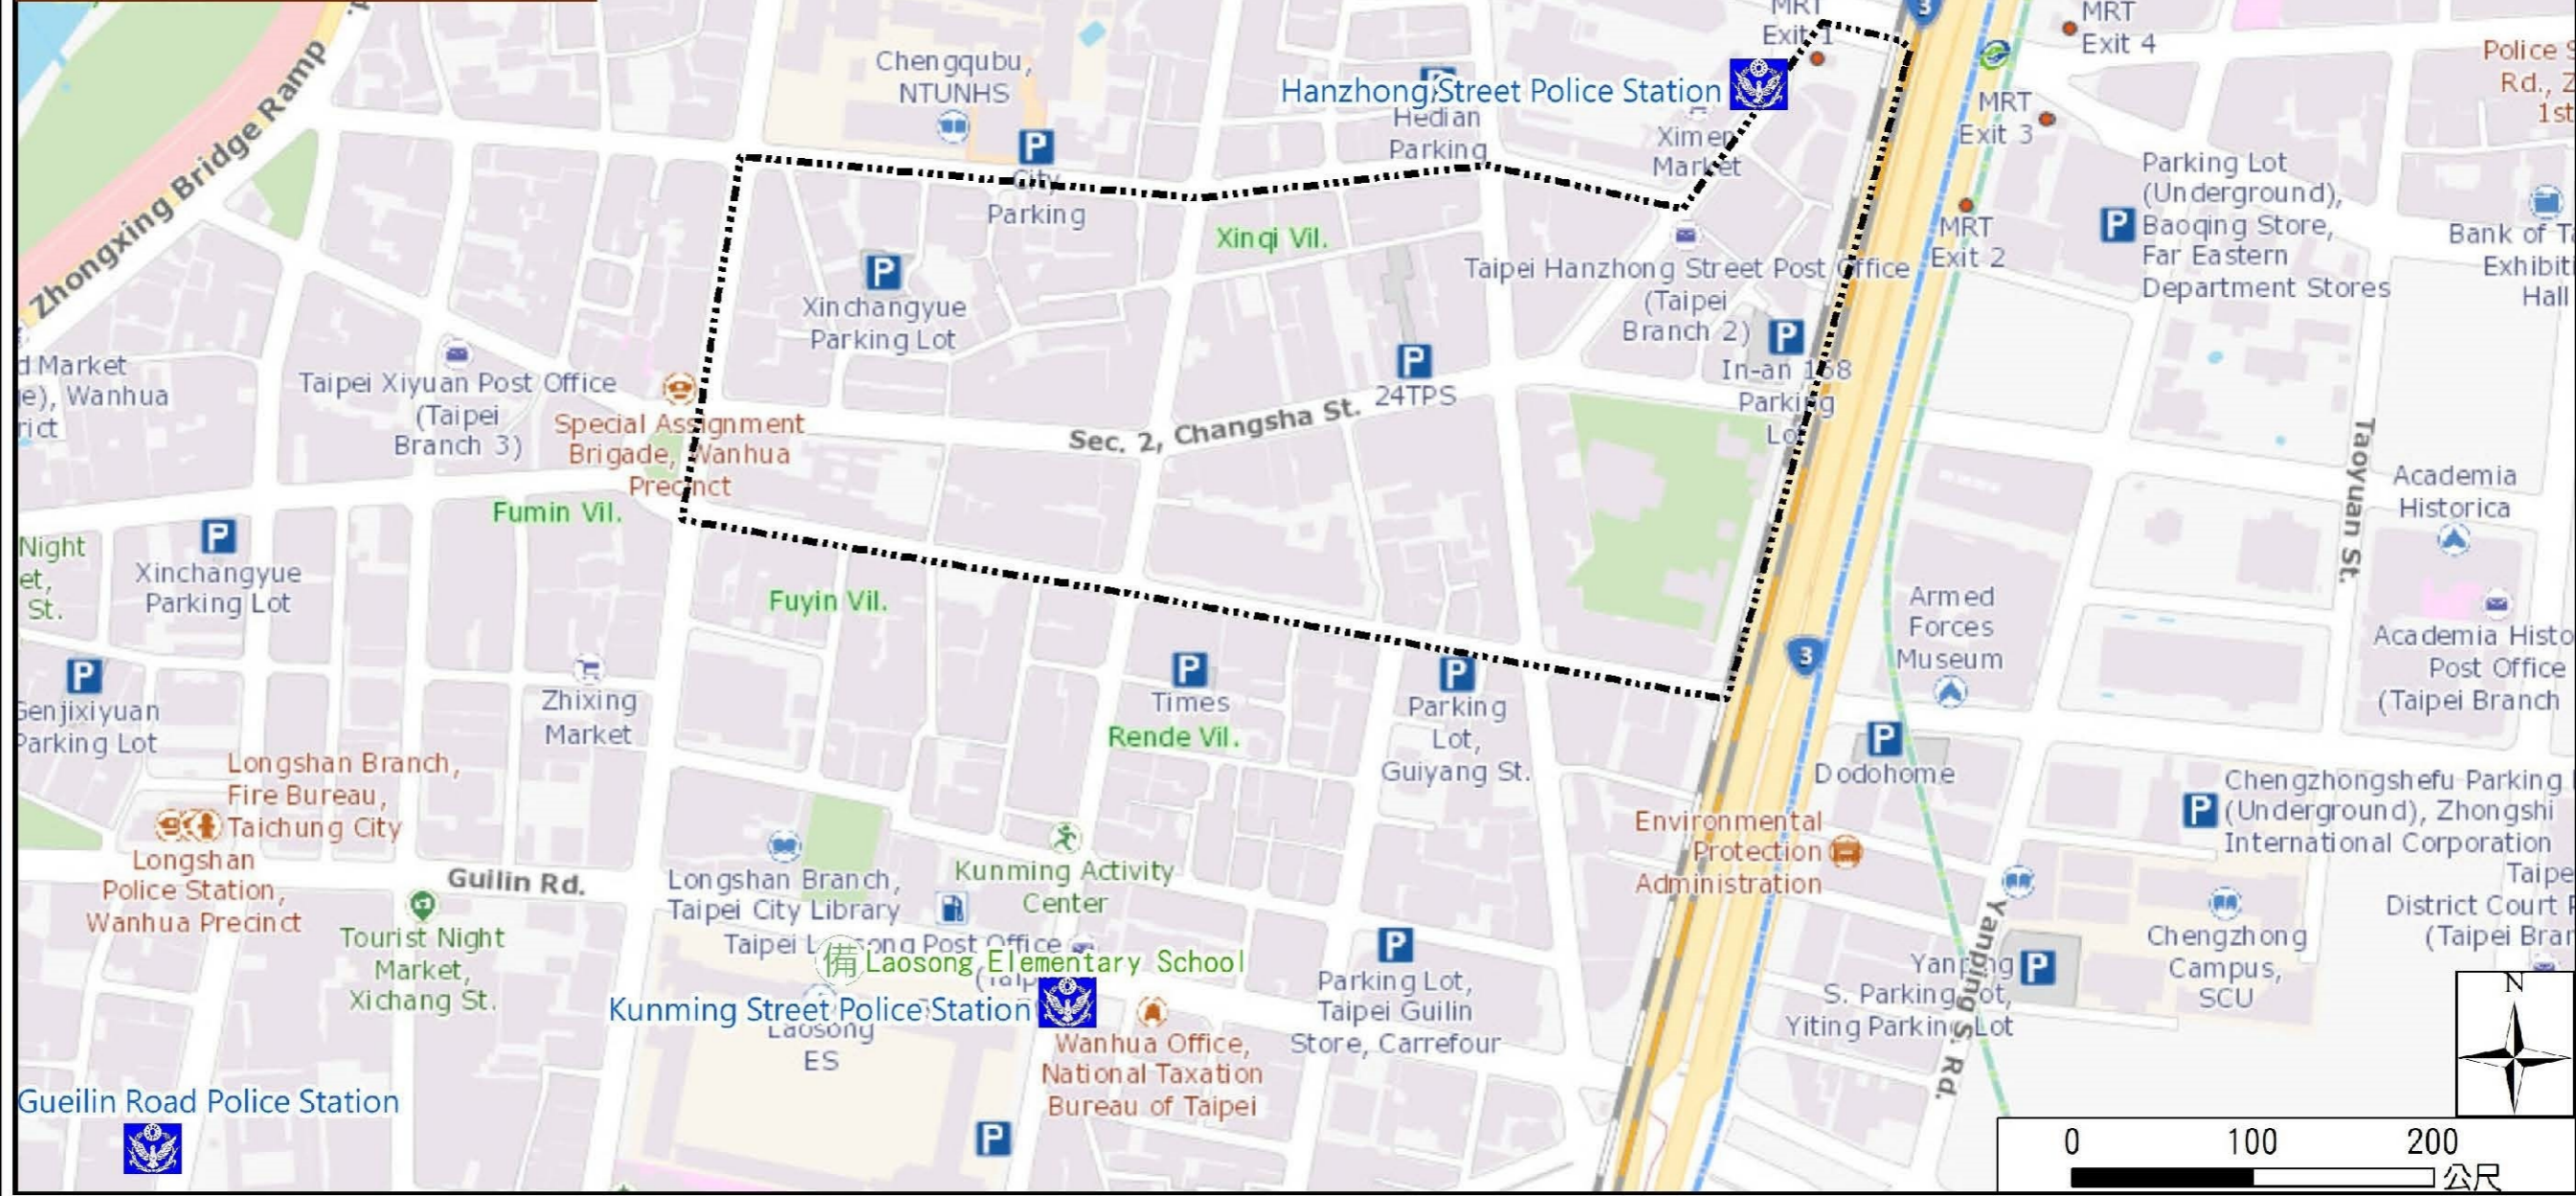 MRT
Exit 1
3
MRT
Exit 4
Police
Rd.,
1st
Chengqubu,
NTUNHS
Hanzhong Street Police Station
P
Hedian
Parking
Ximen
Market
MRT
Exit 3
Zhongxing Bridge Ramp
P
City
Parking
Xinqi Vil.
MRT
Exit 2
P
Parking Lot
(Underground),
Baoqing Store,
Far Eastern
Department Stores
Bank of
Exhibiti
Hall
P
Xinchangyue
Parking Lot
Taipei Hanzhong Street Post Office
(Taipei
Branch 2)
P
In-an 168
Parking
Lot
d Market
e), Wanhua
rict
Taipei Xiyuan Post Office
(Taipei
Branch 3)
Special Assignment
Brigade, Wanhua
Precinct
Sec. 2, Changsha St.
P
24TPS
Taoyuan St.
Academia
Historica
Fumin Vil.
Night
et,
St.
P
Xinchangyue
Parking Lot
Fuyin Vil.
Armed
Forces
Museum
3
Academia Histo
Post Office
(Taipei Branch
P
Genjixiyuan
Parking Lot
Zhixing
Market
P
Times
Rende Vil.
P
Parking
Lot,
Guiyang St.
P
Dodohome
Longshan Branch,
Fire Bureau,
Taichung City
Longshan
Police Station,
Wanhua Precinct
Guilin Rd.
Tourist Night
Market,
Xichang St.
Longshan Branch,
Taipei City Library
Kunming Activity
Center
Environmental
Protection
Administration
P
Chengzhongshefu Parking
(Underground), Zhongshi
International Corporation
Taipe
District Court
(Taipei Bran
Taipei Laosong Post Office
備 Laosong Elementary School
(Taip
Kunming Street Police Station
Laosong
ES
Wanhua Office,
National Taxation
Bureau of Taipei
P
Parking Lot,
Taipei Guilin
Store, Carrefour
Yanping S. Rd.
P
Yanping
S. Parking Lot,
Yiting Parking Lot
Chengzhong
Campus,
SCU
Gueilin Road Police Station
P
N
0 100 200
公尺